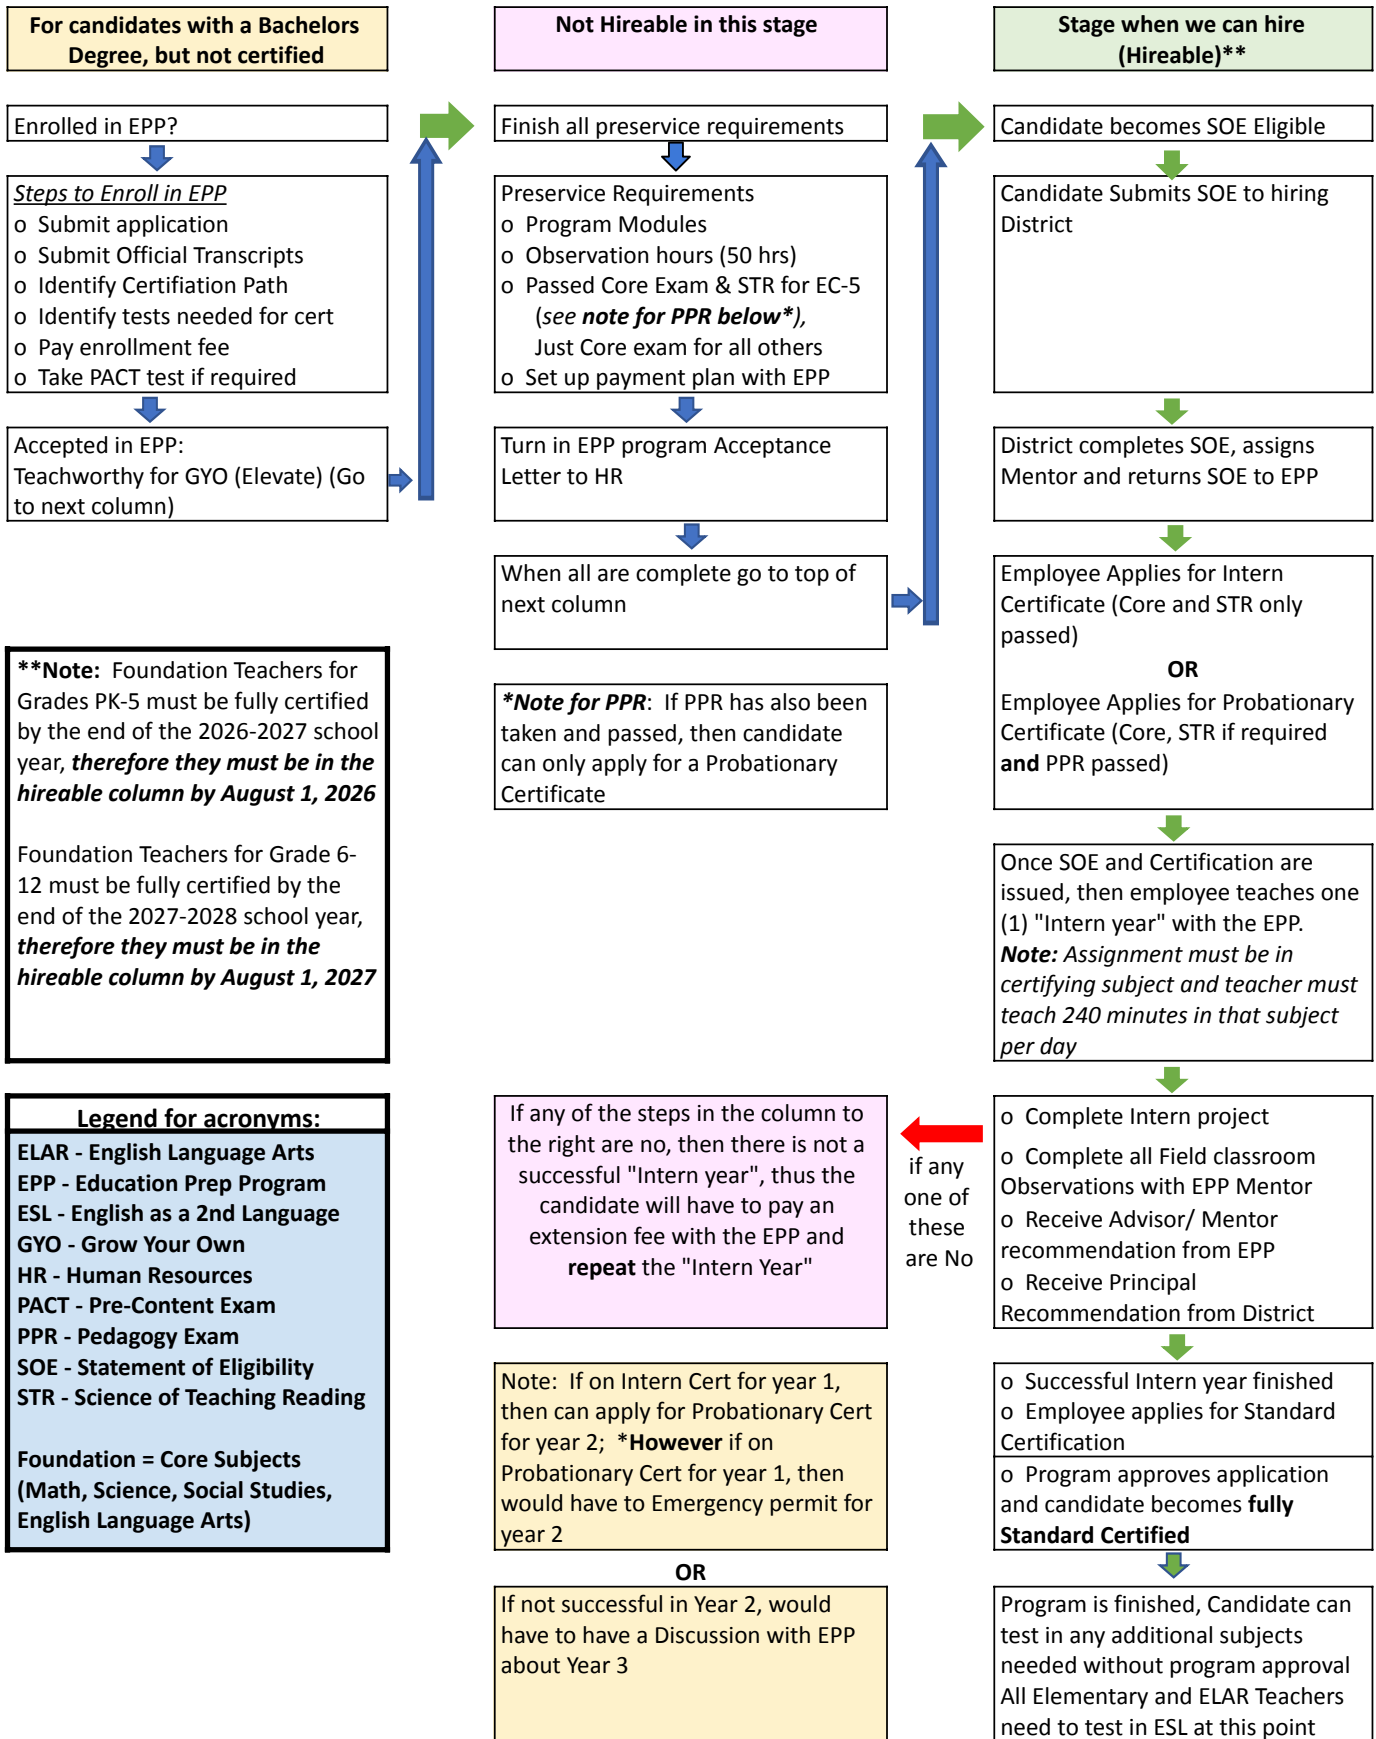 For candidates with a Bachelors
Degree, but not certified
Enrolled in EPP?
Steps to Enroll in EPP
o Submit application
o Submit Official Transcripts
o Identify Certifiation Path
o Identify tests needed for cert
o Pay enrollment fee
o Take PACT test if required
Accepted in EPP:
Teachworthy for GYO (Elevate) (Go
to next column)
**Note: Foundation Teachers for
Grades PK-5 must be fully certified
by the end of the 2026-2027 school
year, therefore they must be in the
hireable column by August 1, 2026
Foundation Teachers for Grade 6-
12 must be fully certified by the
end of the 2027-2028 school year,
therefore they must be in the
hireable column by August 1, 2027
Legend for acronyms:
ELAR - English Language Arts
EPP - Education Prep Program
ESL - English as a 2nd Language
GYO - Grow Your Own
HR - Human Resources
PACT - Pre-Content Exam
PPR - Pedagogy Exam
SOE - Statement of Eligibility
STR - Science of Teaching Reading
Foundation = Core Subjects
(Math, Science, Social Studies,
English Language Arts)
Not Hireable in this stage
Finish all preservice requirements
Preservice Requirements
o Program Modules
o Observation hours (50 hrs)
o Passed Core Exam & STR for EC-5
(see note for PPR below*),
Just Core exam for all others
o Set up payment plan with EPP
Turn in EPP program Acceptance
Letter to HR
When all are complete go to top of
next column
*Note for PPR: If PPR has also been
taken and passed, then candidate
can only apply for a Probationary
Certificate
If any of the steps in the column to
the right are no, then there is not a
successful "Intern year", thus the
candidate will have to pay an
extension fee with the EPP and
repeat the "Intern Year"
if any
one of
these
are No
Note: If on Intern Cert for year 1,
then can apply for Probationary Cert
for year 2; *However if on
Probationary Cert for year 1, then
would have to Emergency permit for
year 2
OR
If not successful in Year 2, would
have to have a Discussion with EPP
about Year 3
Stage when we can hire
(Hireable)**
Candidate becomes SOE Eligible
Candidate Submits SOE to hiring
District
District completes SOE, assigns
Mentor and returns SOE to EPP
Employee Applies for Intern
Certificate (Core and STR only
passed)
OR
Employee Applies for Probationary
Certificate (Core, STR if required
and PPR passed)
Once SOE and Certification are
issued, then employee teaches one
(1) "Intern year" with the EPP.
Note: Assignment must be in
certifying subject and teacher must
teach 240 minutes in that subject
per day
o Complete Intern project
o Complete all Field classroom
Observations with EPP Mentor
o Receive Advisor/ Mentor
recommendation from EPP
o Receive Principal
Recommendation from District
o Successful Intern year finished
o Employee applies for Standard
Certification
o Program approves application
and candidate becomes fully
Standard Certified
Program is finished, Candidate can
test in any additional subjects
needed without program approval
All Elementary and ELAR Teachers
need to test in ESL at this point